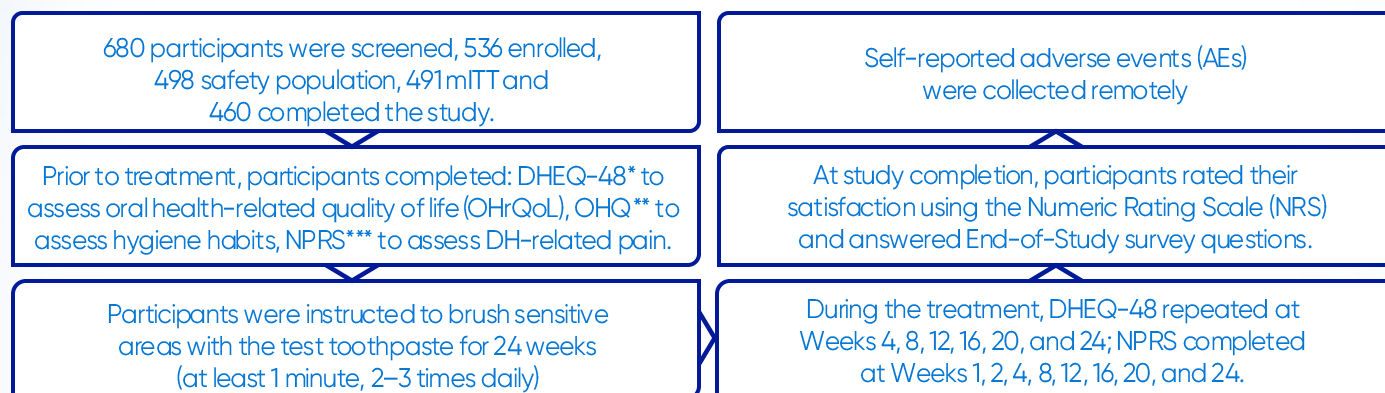 680 participants were screened, 536 enrolled,
498 safety population, 491 mITT and
460 completed the study.
Prior to treatment, participants completed: DHEQ-48* to
assess oral health-related quality of life (OHrQoL), OHQ** to
assess hygiene habits, NPRS*** to assess DH-related pain.
Participants were instructed to brush sensitive
areas with the test toothpaste for 24 weeks
(at least 1 minute, 2–3 times daily)
During the treatment, DHEQ-48 repeated at
Weeks 4, 8, 12, 16, 20, and 24; NPRS completed
at Weeks 1, 2, 4, 8, 12, 16, 20, and 24.
At study completion, participants rated their
satisfaction using the Numeric Rating Scale (NRS)
and answered End-of-Study survey questions.
Self-reported adverse events (AEs)
were collected remotely